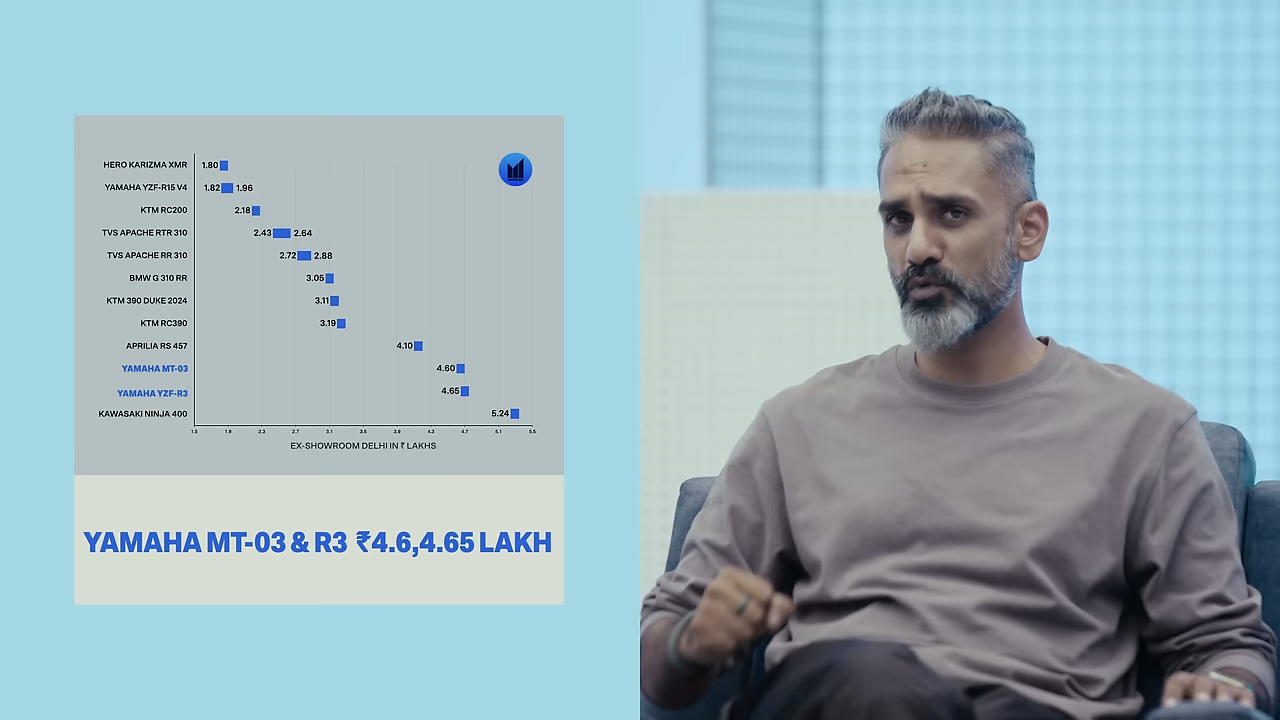 HERO KARIZMA XMR 1.80
YAMAHA YZF-R15 V4 1.82 1.96
KTM RC200 2.18
TVS APACHE RTR 310 2.43 2.64
TVS APACHE RR 310 2.72 2.88
BMW G 310 RR 3.05
KTM 390 DUKE 2024 3.11
KTM RC390 3.19
APRILIA RS 457 4.10
YAMAHA MT-03 4.60
YAMAHA YZF-R3 4.65
KAWASAKI NINJA 400 5.24
1.5 1.9 2.3 2.7 3.1 3.5 3.9 4.3 4.7 5.1 5.5
EX-SHOWROOM DELHI IN ₹ LAKHS
YAMAHA MT-03 & R3 ₹4.6,4.65 LAKH